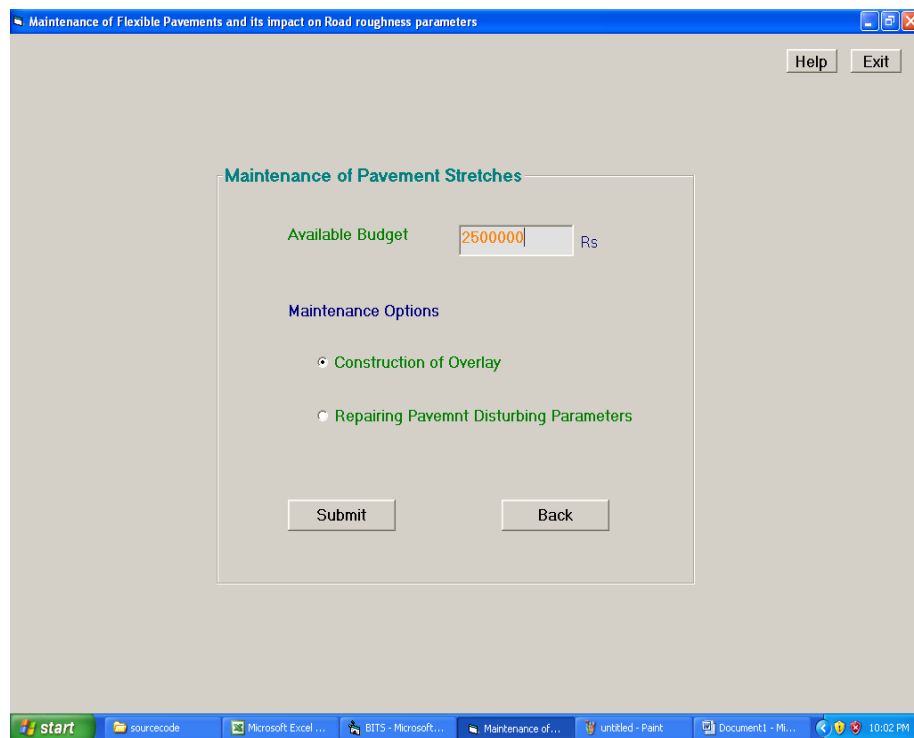 Maintenance of Flexible Pavements and its impact on Road roughness parameters
Help Exit
Maintenance of Pavement Stretches
Available Budget 2500000 Rs
Maintenance Options
Construction of Overlay
Repairing Pavemnt Disturbing Parameters
Submit Back
start sourcecode Microsoft Excel ... BITS - Microsoft... Maintenance of... untitled - Paint Document1 - Mi... 10:02 PM